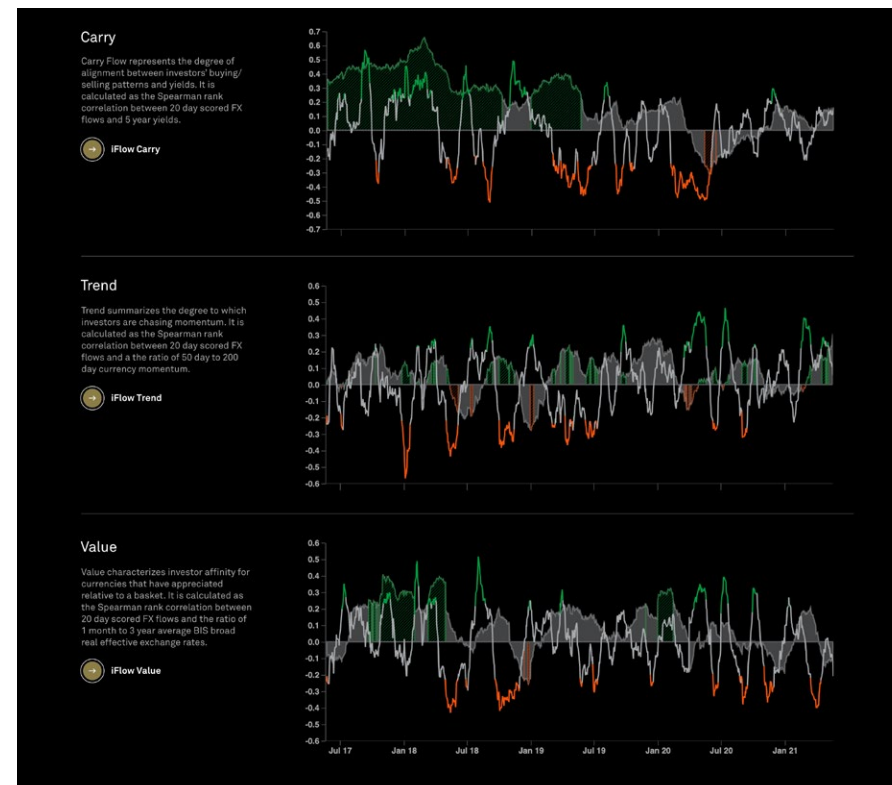 Carry
Carry Flow represents the degree of
alignment between investors' buying/
selling patterns and yields. It is
calculated as the Spearman rank
correlation between 20 day scored FX
flows and 5 year yields.
iFlow Carry
0.7
0.6
0.5
0.4
0.3
0.2
0.1
0.0
-0.1
-0.2
-0.3
-0.4
-0.5
-0.6
-0.7
Trend
Trend summarizes the degree to which
investors are chasing momentum. It is
calculated as the Spearman rank
correlation between 20 day scored FX
flows and a the ratio of 50 day to 200
day currency momentum.
iFlow Trend
0.6
0.5
0.4
0.3
0.2
0.1
0.0
-0.1
-0.2
-0.3
-0.4
-0.5
-0.6
Value
Value characterizes investor affinity for
currencies that have appreciated
relative to a basket. It is calculated as
the Spearman rank correlation between
20 day scored FX flows and the ratio of
1 month to 3 year average BIS broad
real effective exchange rates.
iFlow Value
0.6
0.5
0.4
0.3
0.2
0.1
0.0
-0.1
-0.2
-0.3
-0.4
-0.5
-0.6
Jul 17 Jan 18 Jul 18 Jan 19 Jul 19 Jan 20 Jul 20 Jan 21